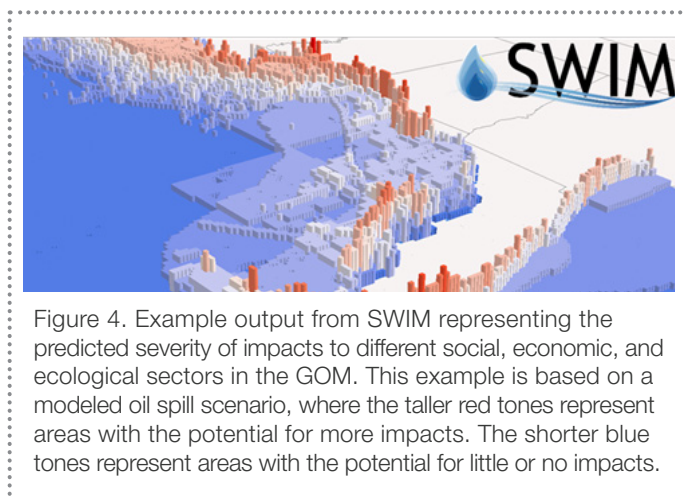 SWIM
Figure 4. Example output from SWIM representing the
predicted severity of impacts to different social, economic, and
ecological sectors in the GOM. This example is based on a
modeled oil spill scenario, where the taller red tones represent
areas with the potential for more impacts. The shorter blue
tones represent areas with the potential for little or no impacts.